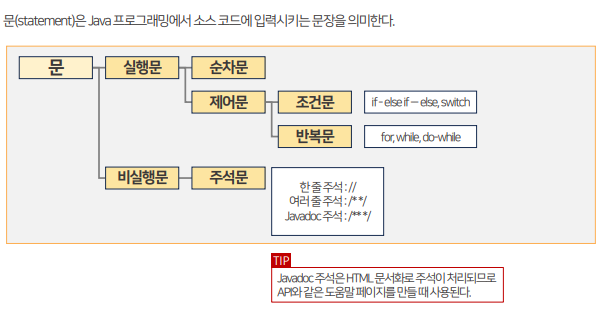 문(statement)은 Java 프로그래밍에서 소스 코드에 입력시키는 문장을 의미한다.
문
실행문
순차문
제어문
조건문
if - else if – else, switch
반복문
for, while, do-while
비실행문
주석문
한 줄 주석 : //
여러 줄 주석 : /* */
Javadoc 주석 : /** */
TIP
Javadoc 주석은 HTML 문서화로 주석이 처리되므로
API와 같은 도움말 페이지를 만들 때 사용된다.